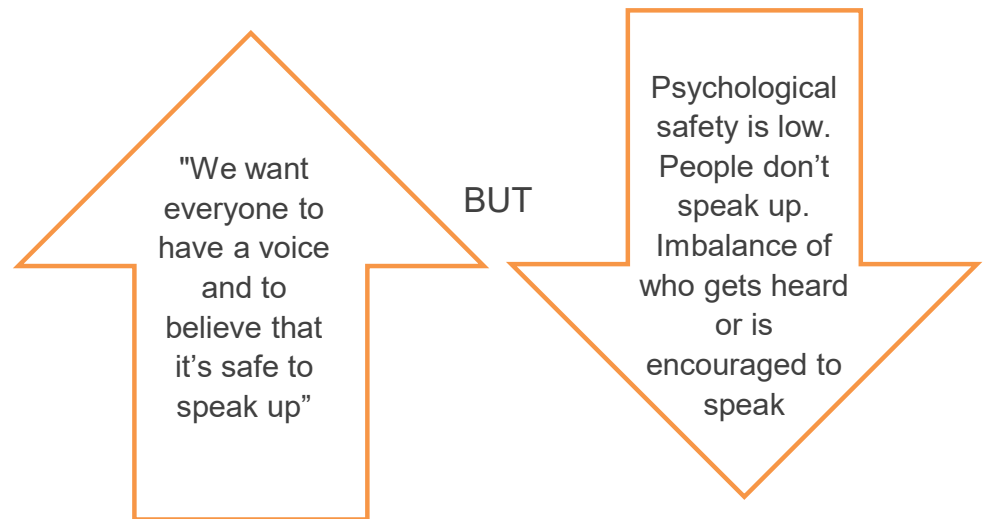 "We want
everyone to
have a voice
and to
believe that
it’s safe to
speak up”
BUT
Psychological
safety is low.
People don’t
speak up.
Imbalance of
who gets heard
or is
encouraged to
speak